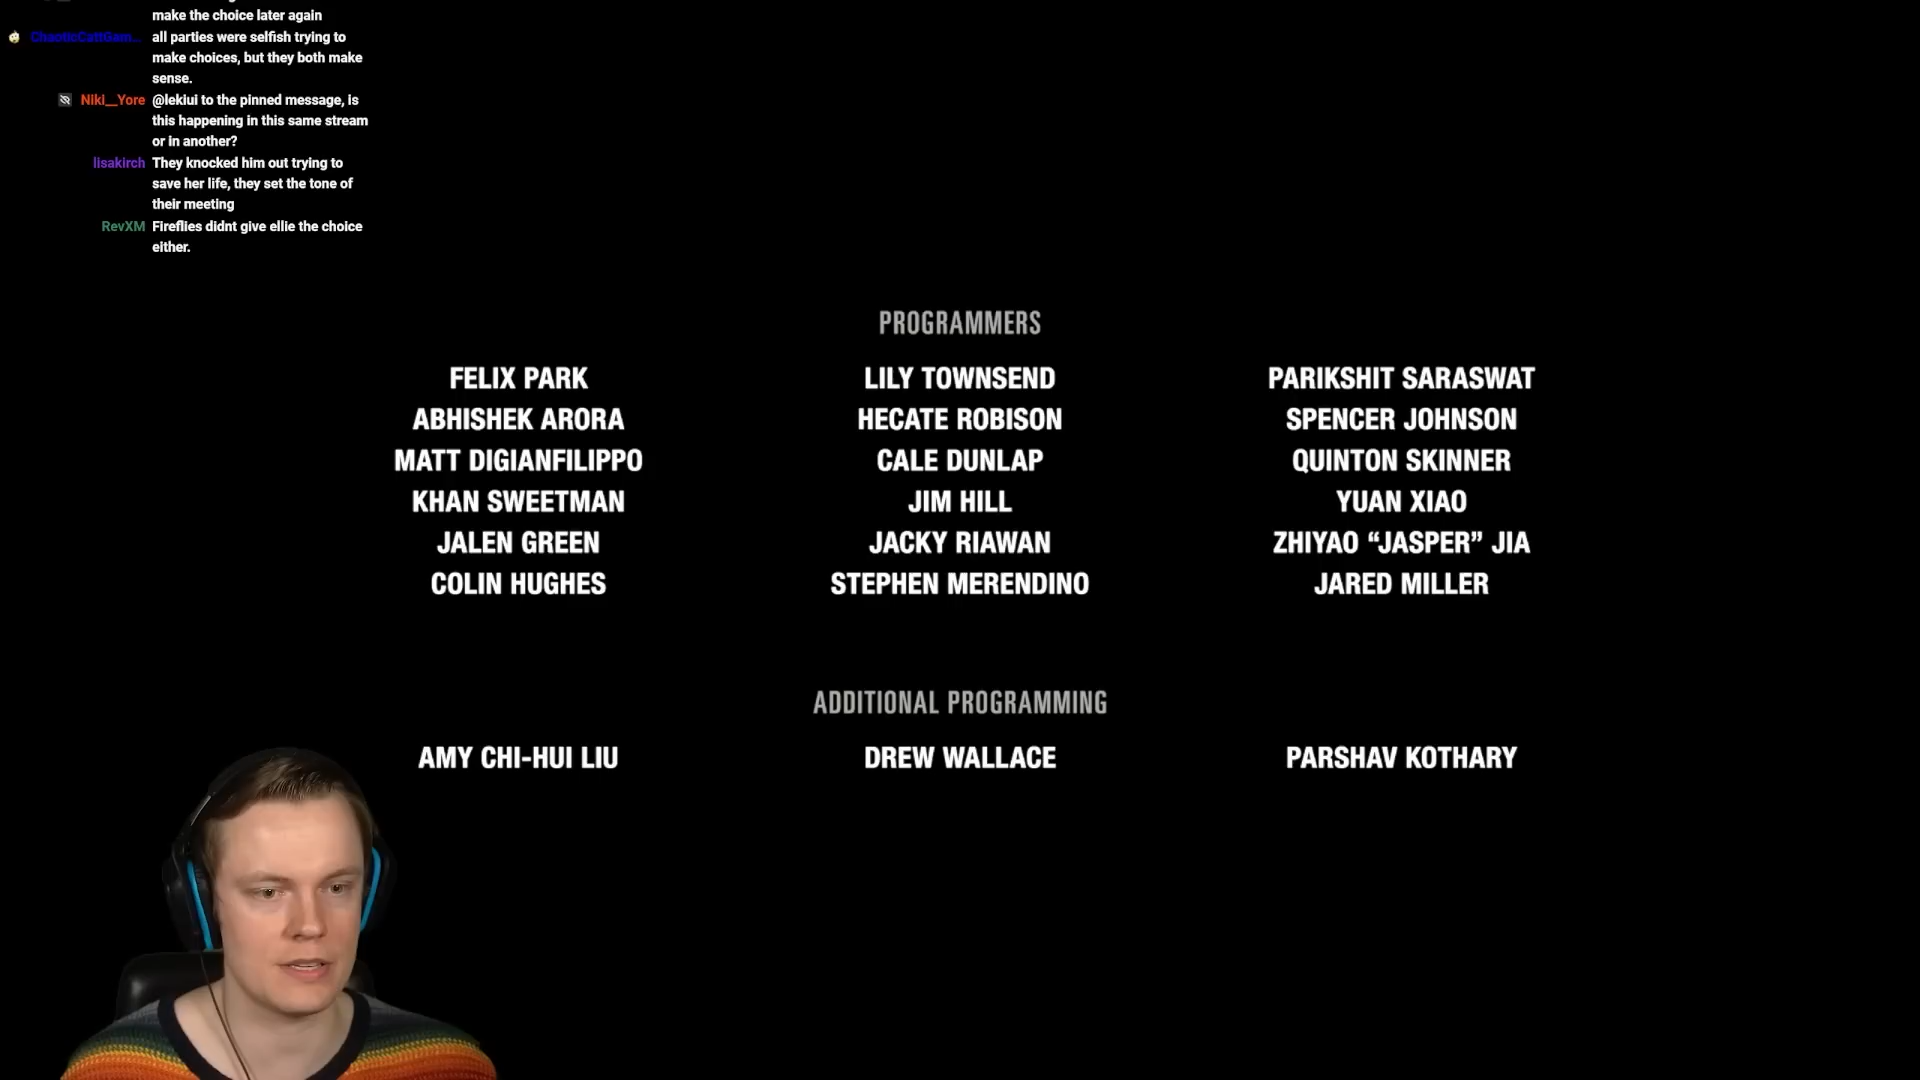 make the choice later again
ChaoticCattGam... all parties were selfish trying to
make choices, but they both make
sense.
Niki__Yore @lekiui to the pinned message, is
this happening in this same stream
or in another?
lisakirch They knocked him out trying to
save her life, they set the tone of
their meeting
RevXM Fireflies didnt give ellie the choice
either.
PROGRAMMERS
FELIX PARK LILY TOWNSEND PARIKSHIT SARASWAT
ABHISHEK ARORA HECATE ROBISON SPENCER JOHNSON
MATT DIGIANFILIPPO CALE DUNLAP QUINTON SKINNER
KHAN SWEETMAN JIM HILL YUAN XIAO
JALEN GREEN JACKY RIAWAN ZHIYAO “JASPER” JIA
COLIN HUGHES STEPHEN MERENDINO JARED MILLER
ADDITIONAL PROGRAMMING
AMY CHI-HUI LIU DREW WALLACE PARSHAV KOTHARY